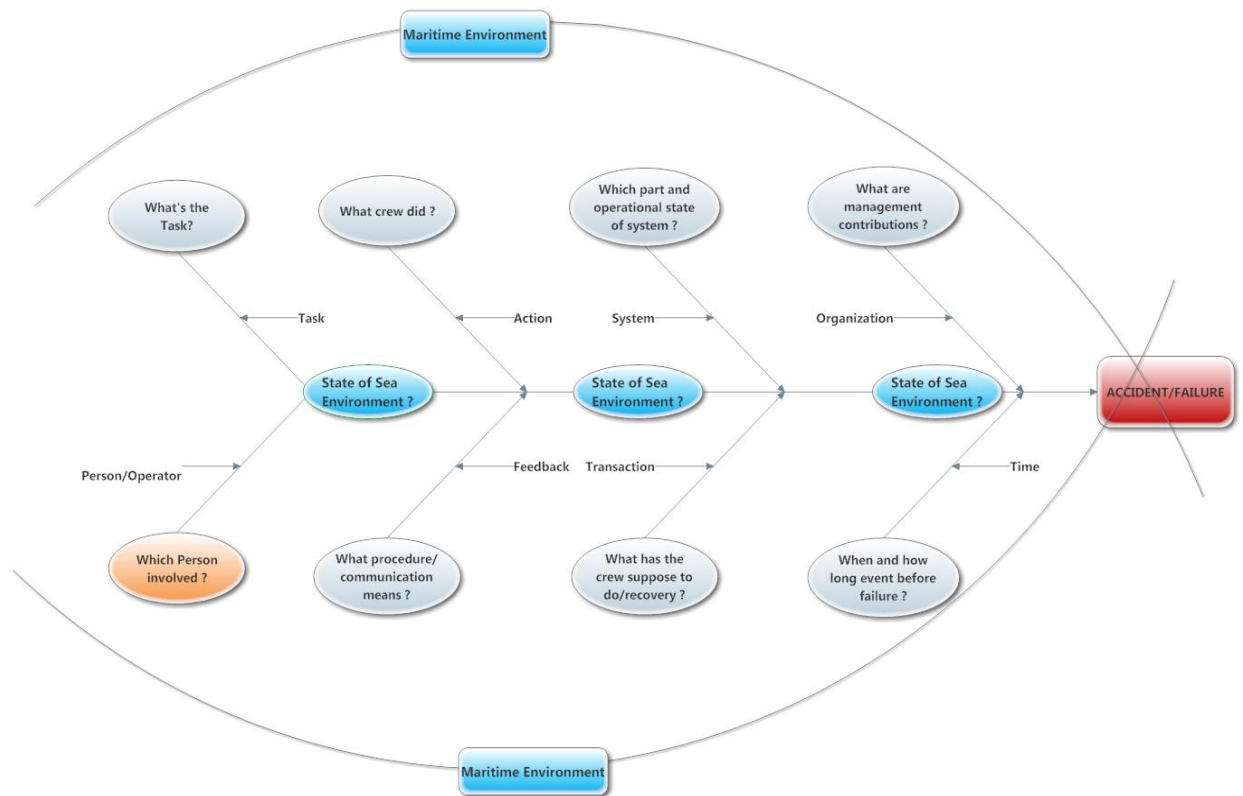 Maritime Environment
What's the
Task?
What crew did ?
Which part and
operational state
of system ?
What are
management
contributions ?
Task
Action
System
Organization
State of Sea
Environment ?
State of Sea
Environment ?
State of Sea
Environment ?
ACCIDENT/FAILURE
Person/Operator
Feedback
Transaction
Time
Which Person
involved ?
What procedure/
communication
means ?
What has the
crew suppose to
do/recovery ?
When and how
long event before
failure ?
Maritime Environment